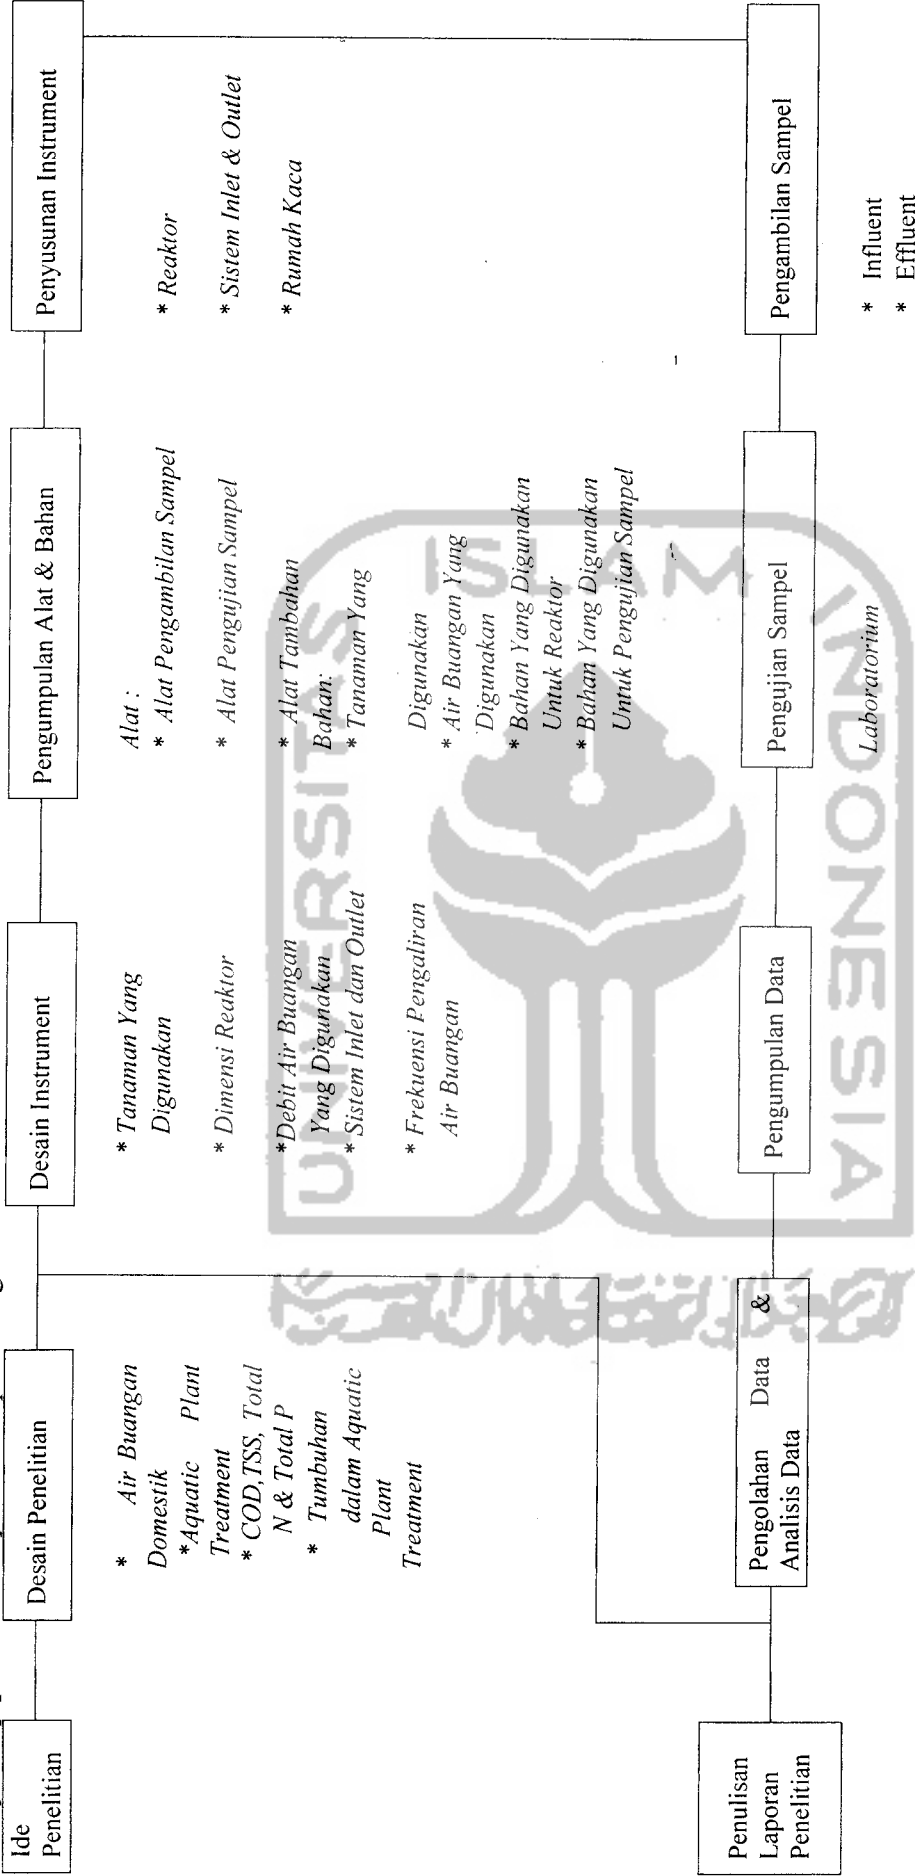 Ide
Penelitian
Desain Penelitian
* Air Buangan
Domestik
*Aquatic Plant
Treatment
* COD,TSS, Total
N & Total P
* Tumbuhan
dalam Aquatic
Plant
Treatment
Desain Instrument
* Tanaman Yang
Digunakan
* Dimensi Reaktor
*Debit Air Buangan
Yang Digunakan
* Sistem Inlet dan Outlet
* Frekuensi Pengaliran
Air Buangan
Pengumpulan Alat & Bahan
Alat :
* Alat Pengambilan Sampel
* Alat Pengujian Sampel
* Alat Tambahan
Bahan:
* Tanaman Yang
Digunakan
* Air Buangan Yang
Digunakan
* Bahan Yang Digunakan
Untuk Reaktor
* Bahan Yang Digunakan
Untuk Pengujian Sampel
Penyusunan Instrument
* Reaktor
* Sistem Inlet & Outlet
* Rumah Kaca
Pengambilan Sampel
* Influent
* Effluent
Pengujian Sampel
Laboratorium
Pengumpulan Data
Pengolahan Data &
Analisis Data
Penulisan
Laporan
Penelitian
UNIVERSITAS
ISLAM
INDONESIA